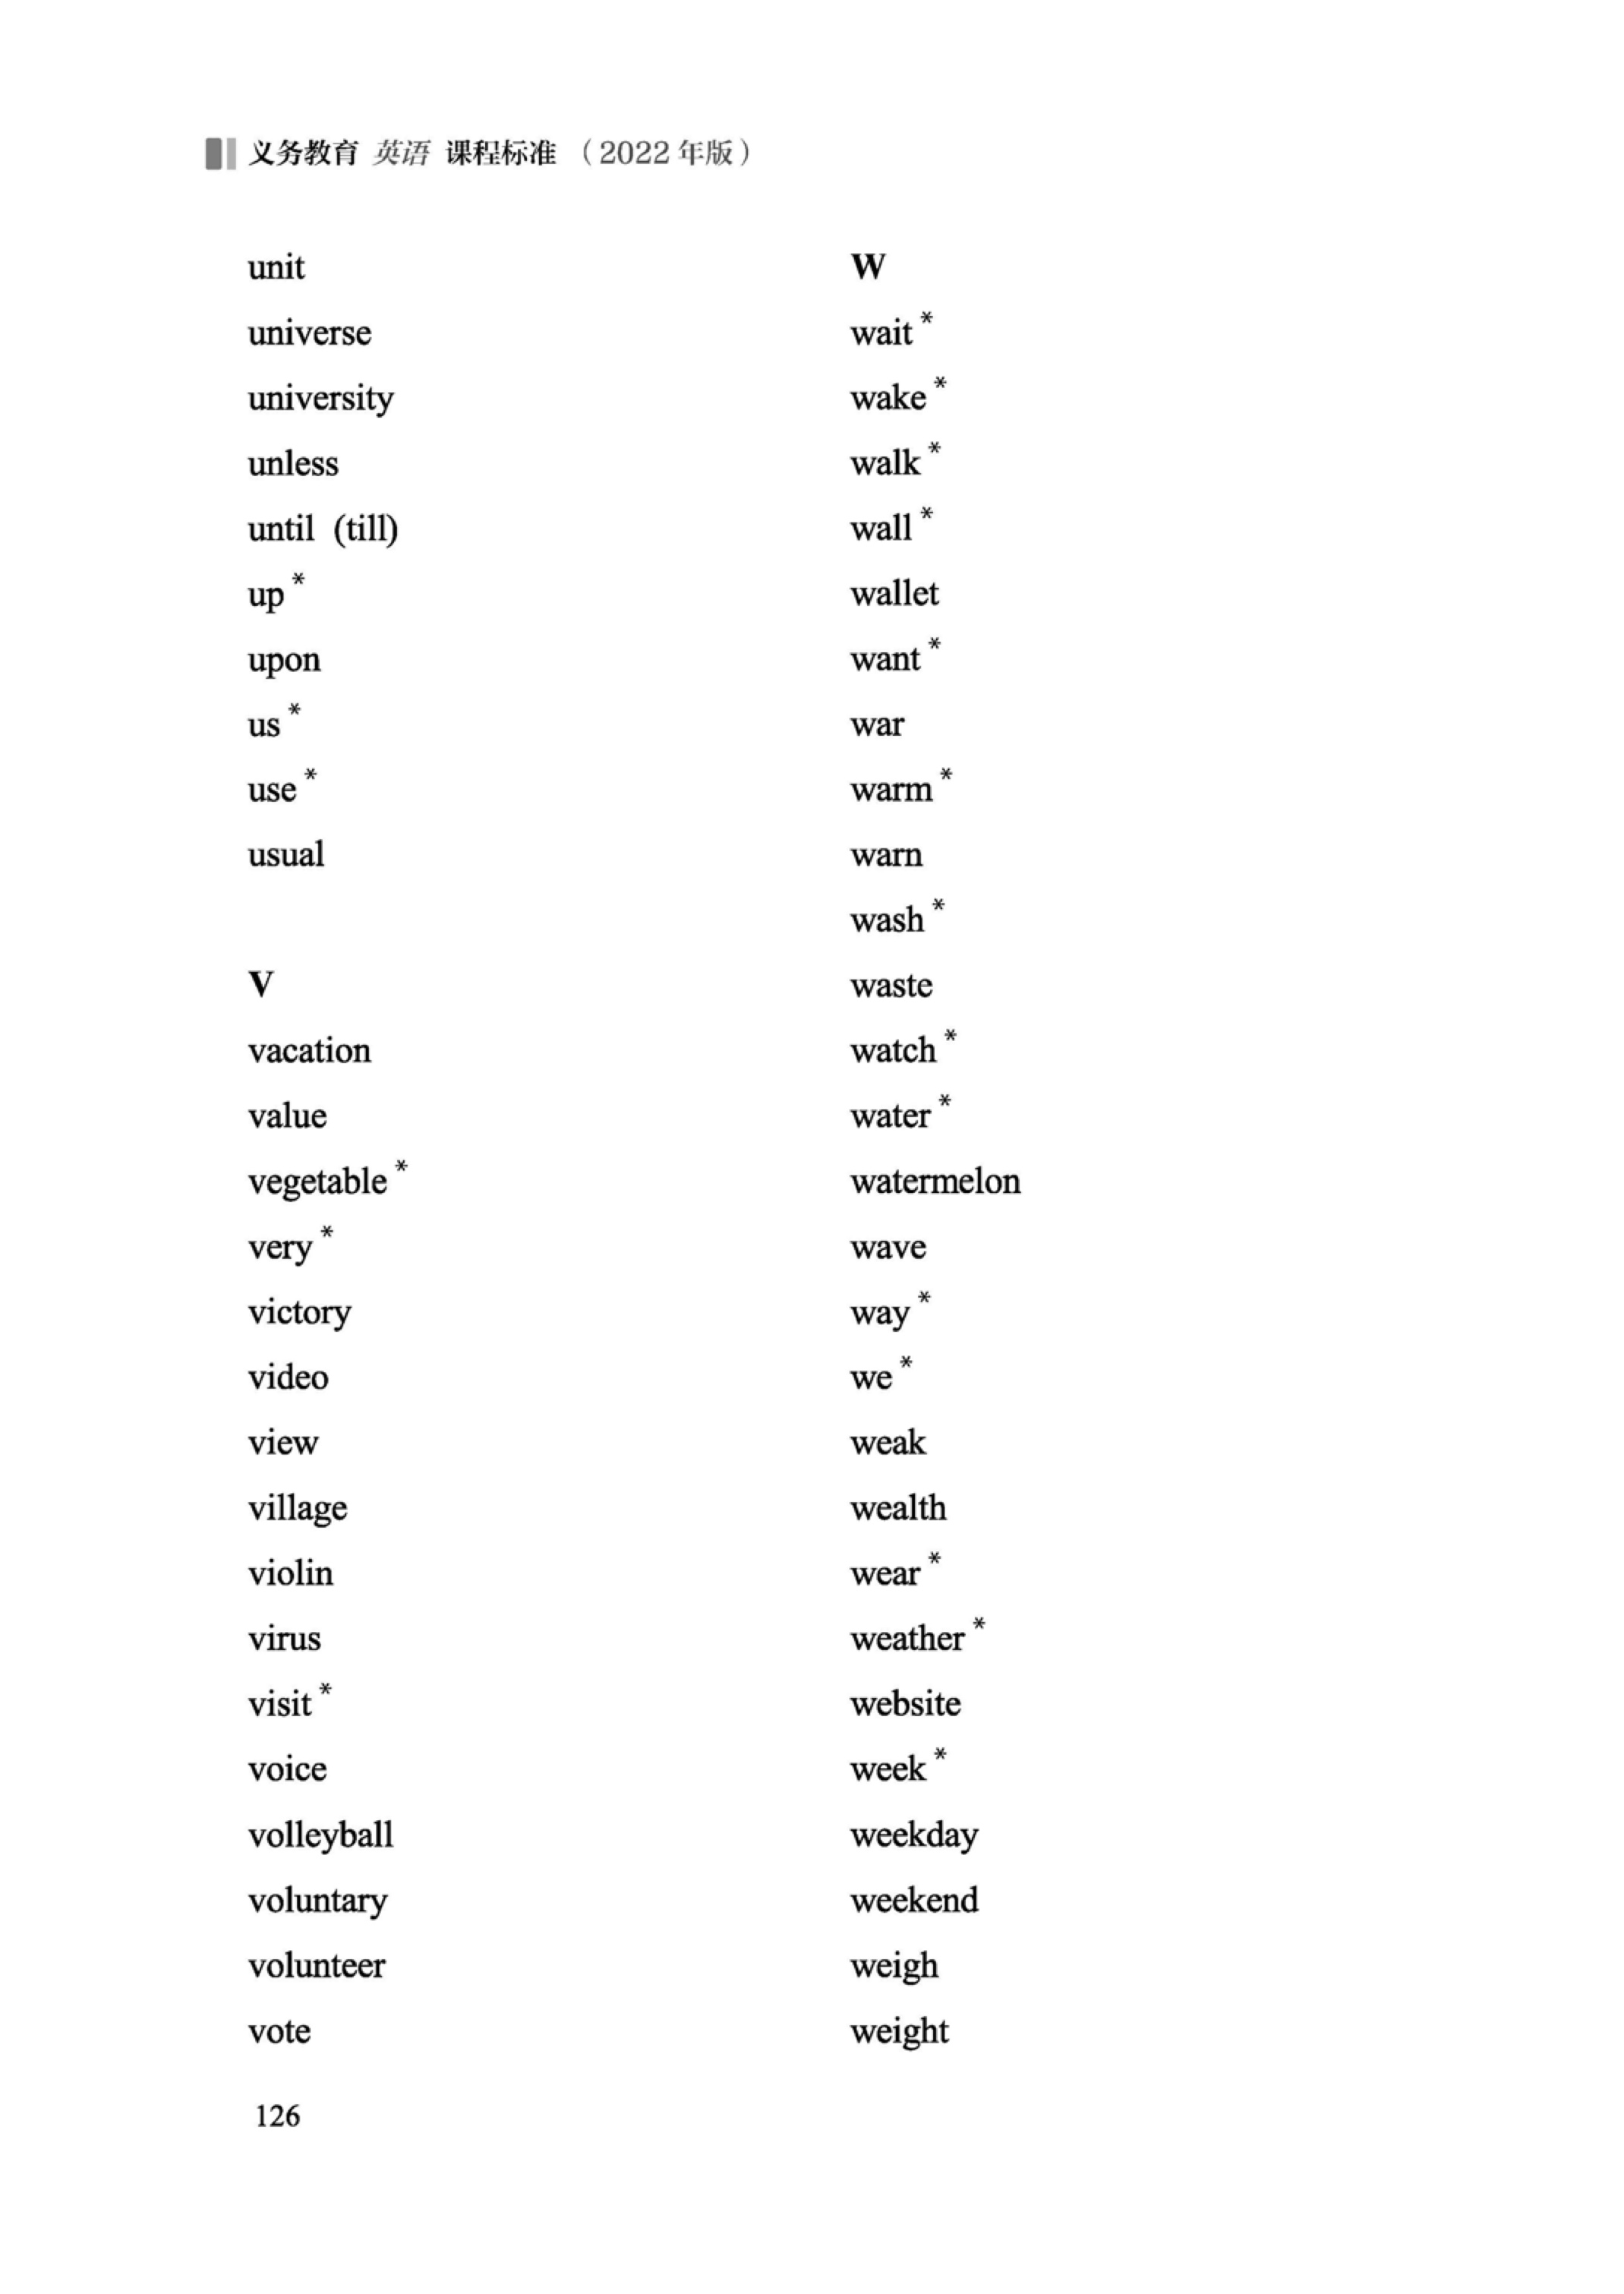 义务教育 英语 课程标准（2022 年版）
unit
universe
university
unless
until (till)
up *
upon
us *
use *
usual
V
vacation
value
vegetable *
very *
victory
video
view
village
violin
virus
visit *
voice
volleyball
voluntary
volunteer
vote
W
wait *
wake *
walk *
wall *
wallet
want *
war
warm *
warn
wash *
waste
watch *
water *
watermelon
wave
way *
we *
weak
wealth
wear *
weather *
website
week *
weekday
weekend
weigh
weight
126